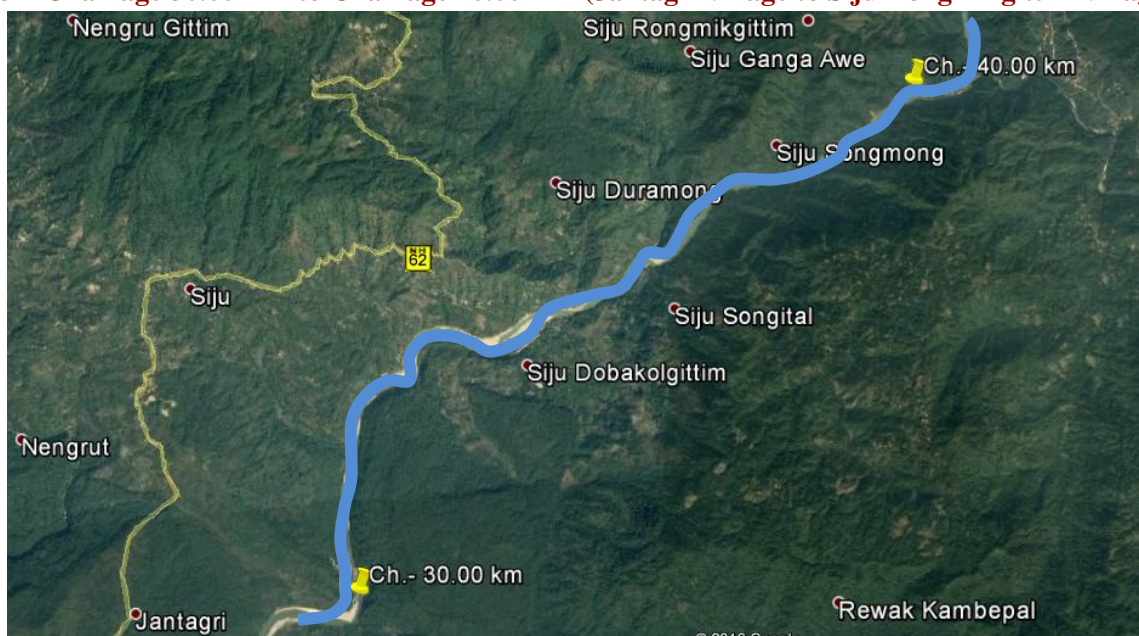 Nengru Gittim
Siju Rongmikgittim
Siju Ganga Awe
Ch.- 40.00 km
Siju Songmong
Siju Duramong
NH
62
Siju
Siju Songital
Siju Dobakolgittim
Nengrut
Ch.- 30.00 km
Jantagri
Rewak Kambepal